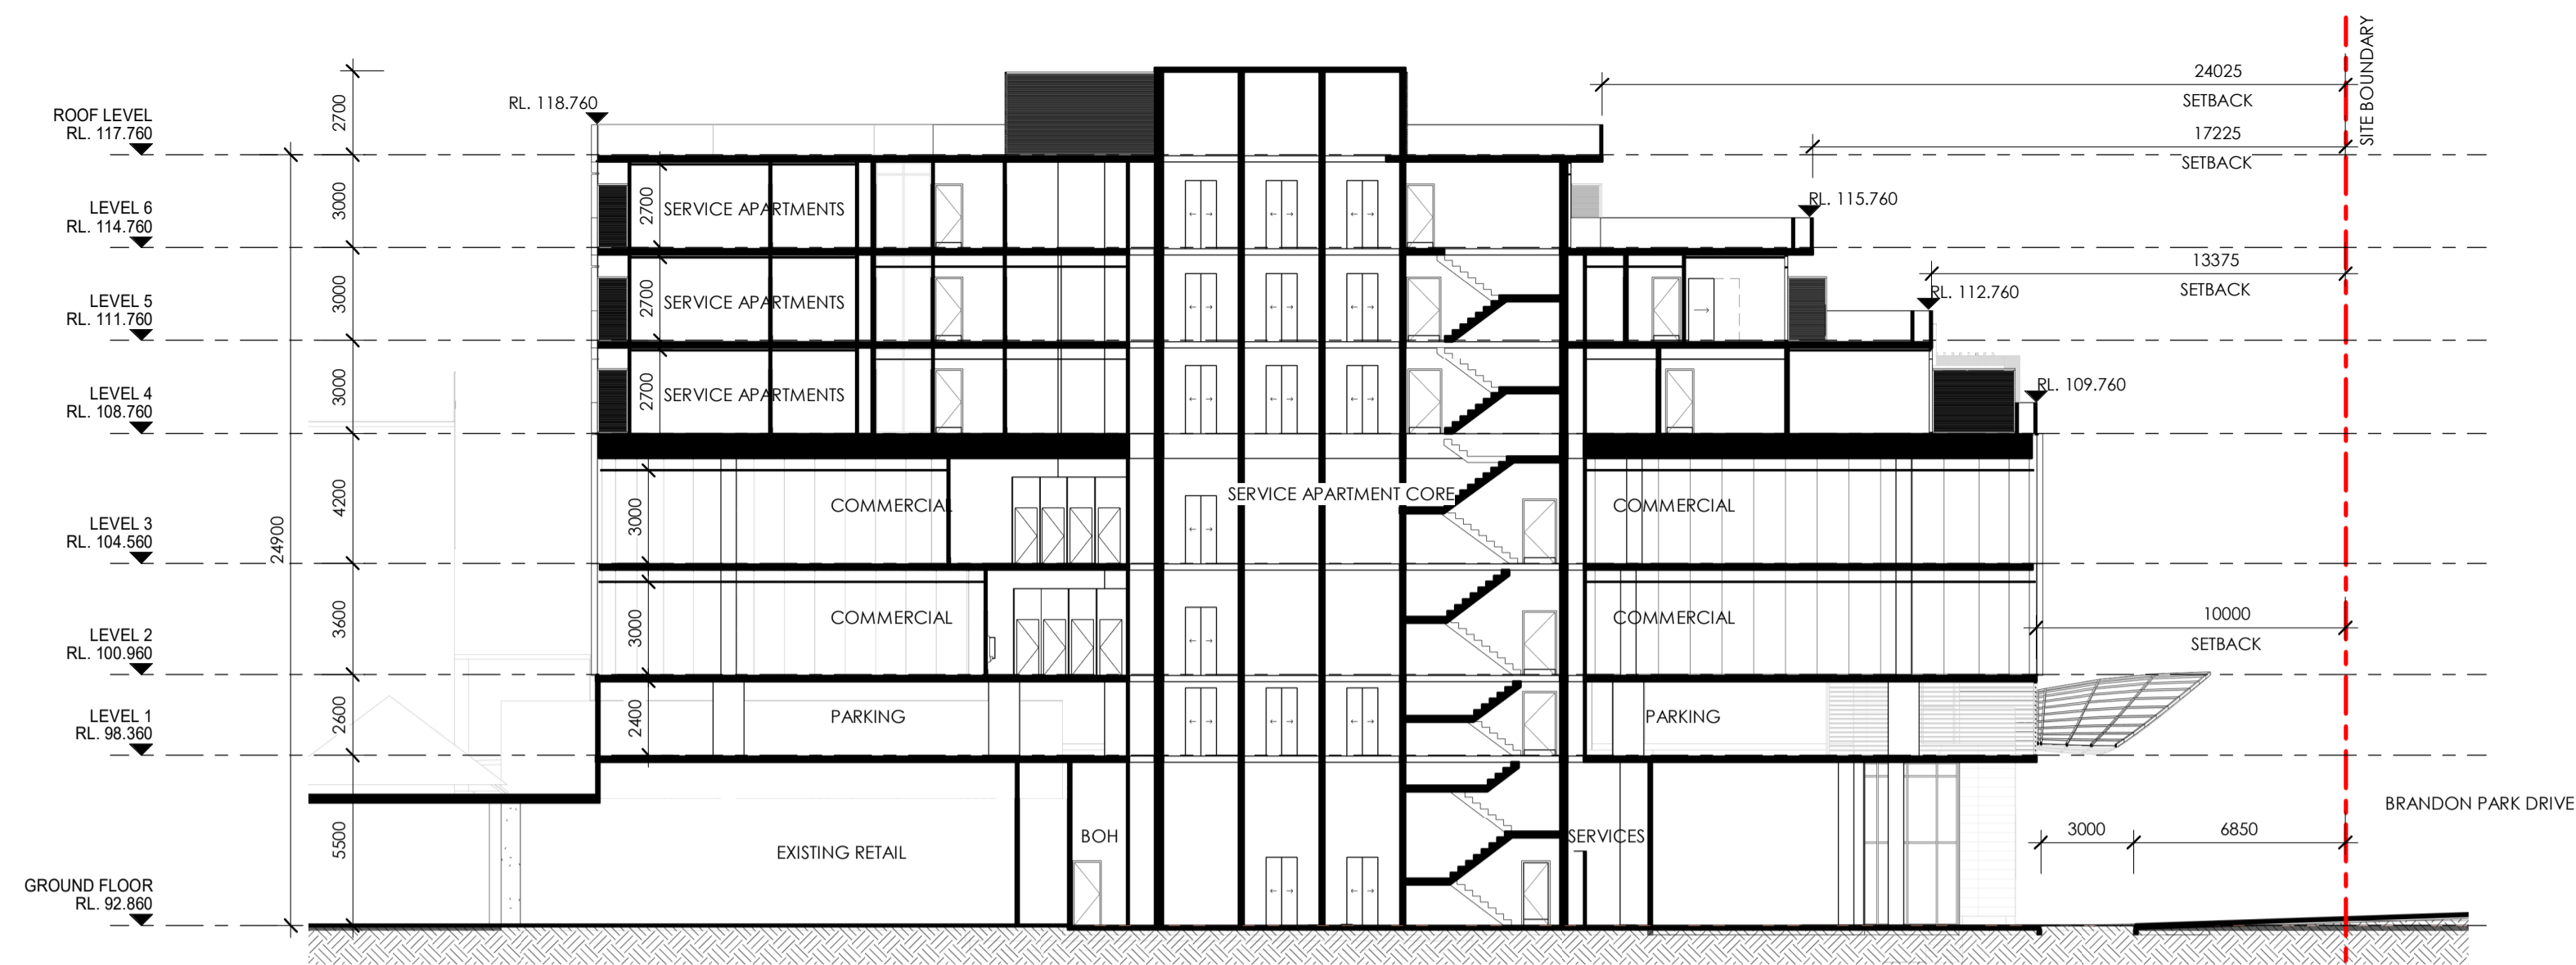 SITE BOUNDARY
24025
SETBACK
RL. 118.760
2700
ROOF LEVEL
RL. 117.760
17225
SETBACK
3000
2700
SERVICE APARTMENTS
LEVEL 6
RL. 114.760
RL. 115.760
13375
SETBACK
3000
2700
SERVICE APARTMENTS
LEVEL 5
RL. 111.760
RL. 112.760
3000
2700
SERVICE APARTMENTS
LEVEL 4
RL. 108.760
RL. 109.760
4200
3000
COMMERCIAL
SERVICE APARTMENT CORE
COMMERCIAL
LEVEL 3
RL. 104.560
24900
3600
3000
COMMERCIAL
COMMERCIAL
10000
SETBACK
LEVEL 2
RL. 100.960
2600
2400
PARKING
PARKING
LEVEL 1
RL. 98.360
BRANDON PARK DRIVE
5500
EXISTING RETAIL
BOH
SERVICES
3000
6850
GROUND FLOOR
RL. 92.860